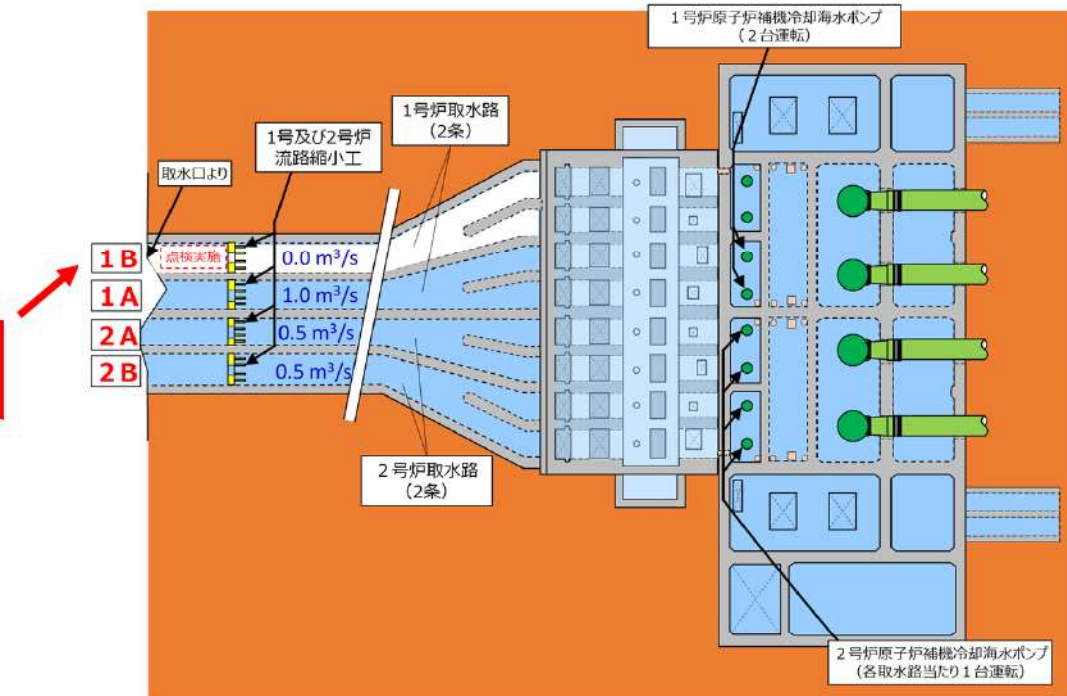 1号炉原子炉補機冷却海水ポンプ
(2台運転)
1号炉取水路
(2条)
1号及び2号炉
流路縮小工
取水口より
1B
点検実施
0.0 m³/s
1A
1.0 m³/s
2A
0.5 m³/s
2B
0.5 m³/s
2号炉取水路
(2条)
2号炉原子炉補機冷却海水ポンプ
(各取水路当たり1台運転)